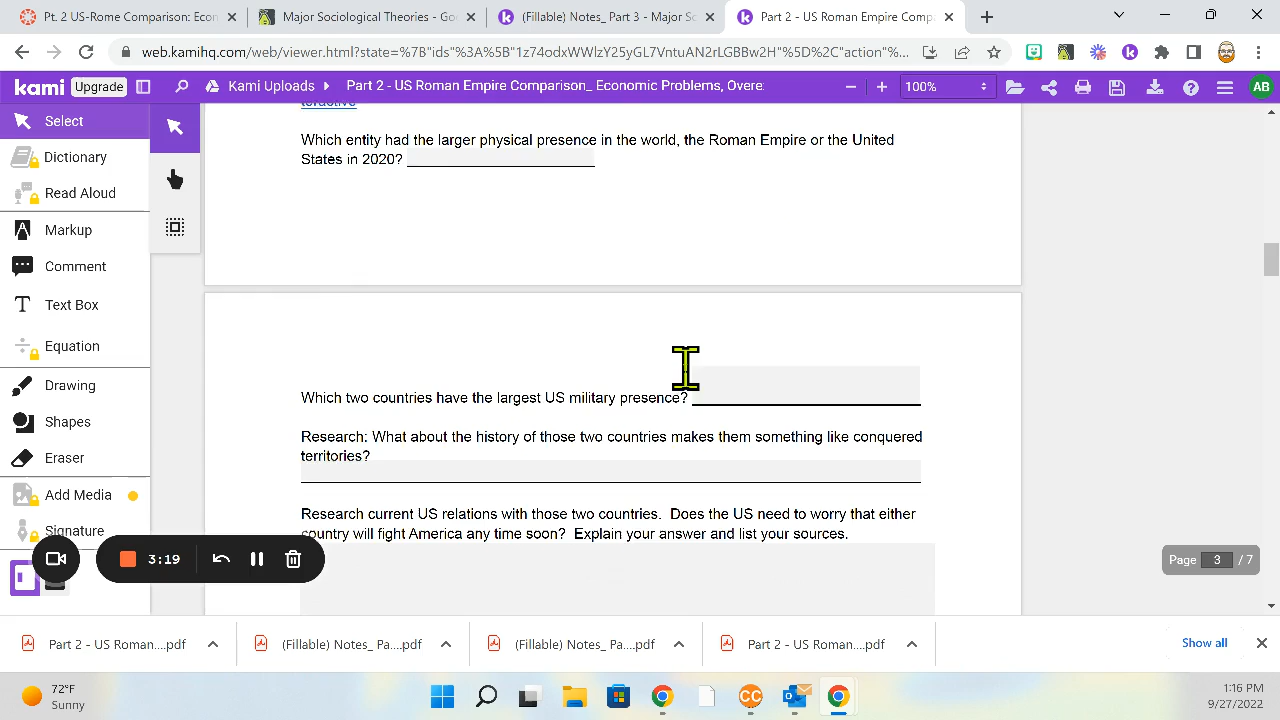 Pt. 2 US-Rome Comparison: Econ
Major Sociological Theories - Goo
(Fillable) Notes_ Part 3 - Major So
Part 2 - US Roman Empire Comp
web.kamihq.com/web/viewer.html?state=%7B"ids"%3A%5B"1z74odxWWlzY25yGL7VntuAN2rLGBBw2H"%5D%2C"action"%...
kami
Upgrade
Kami Uploads
Part 2 - US Roman Empire Comparison_ Economic Problems, Overe
100%
AB
Select
Dictionary
Read Aloud
Markup
Comment
Text Box
Equation
Drawing
Shapes
Eraser
Add Media
Signature
teractive
Which entity had the larger physical presence in the world, the Roman Empire or the United
States in 2020?
Which two countries have the largest US military presence?
Research: What about the history of those two countries makes them something like conquered
territories?
Research current US relations with those two countries.  Does the US need to worry that either
country will fight America any time soon?  Explain your answer and list your sources.
3:19
Page 3 / 7
Part 2 - US Roman....pdf
(Fillable) Notes_ Pa....pdf
(Fillable) Notes_ Pa....pdf
Part 2 - US Roman....pdf
Show all
72°F
Sunny
CC
1:16 PM
9/27/2022